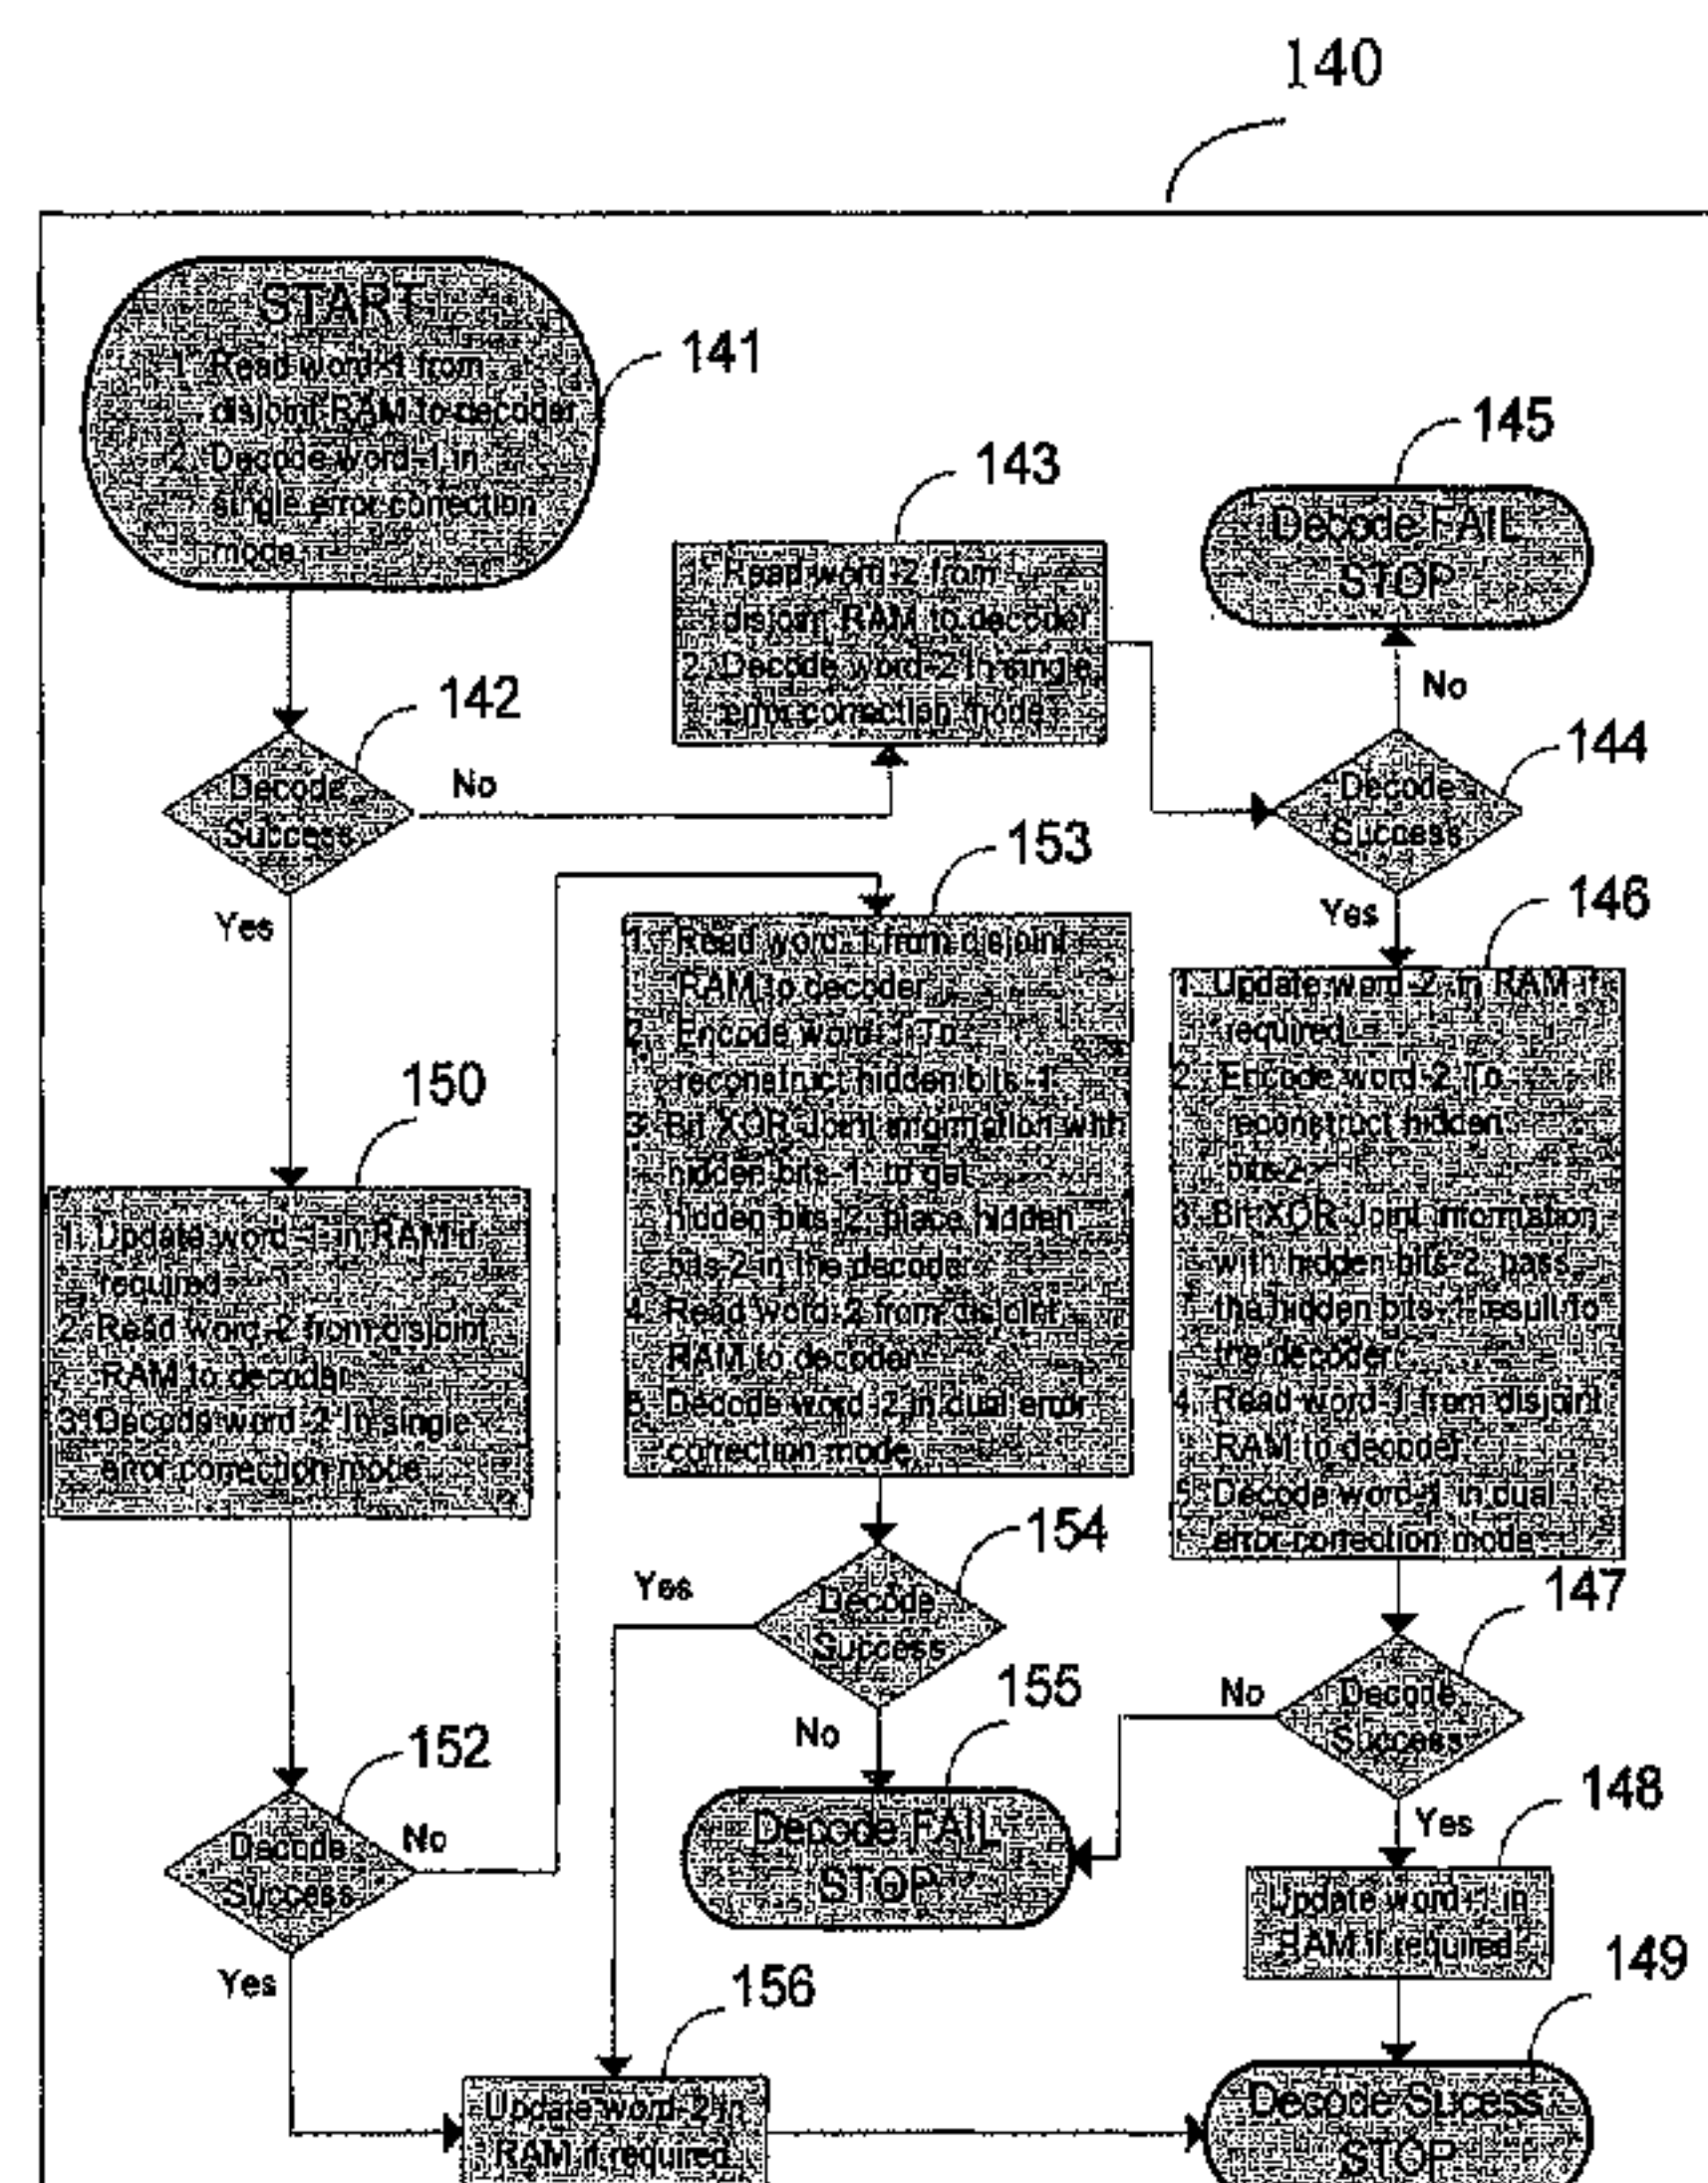 140
START
1. Read word-1 from
disjoint RAM to decoder
2. Decode word-1 in
single error correction
mode
141
142
Decode
Success
No
Yes
143
1. Read word-2 from
disjoint RAM to decoder
2. Decode word-2 in single
error correction mode
145
Decode FAIL
STOP
No
144
Decode
Success
Yes
146
1. Update word-2 in RAM if
required
2. Encode word-2 To
reconstruct hidden
bits-2
3. Bit XOR Joint information
with hidden bits-2, pass
the hidden bits-1 result to
the decoder
4. Read word-1 from disjoint
RAM to decoder
5. Decode word-1 in dual
error correction mode
153
1. Read word-1 from disjoint
RAM to decoder
2. Encode word-1 To
reconstruct hidden bits-1
3. Bit XOR Joint information with
hidden bits-1 to get
hidden bits-2, place hidden
bits-2 in the decoder
4. Read word-2 from disjoint
RAM to decoder
5. Decode word-2 in dual error
correction mode
150
1. Update word-1 in RAM if
required
2. Read word-2 from disjoint
RAM to decoder
3. Decode word-2 in single
error correction mode
154
Decode
Success
Yes
No
147
Decode
Success
No
Yes
155
Decode FAIL
STOP
152
Decode
Success
No
Yes
148
Update word-1 in
RAM if required
149
Decode Sucess
STOP
156
Update word-2 in
RAM if required